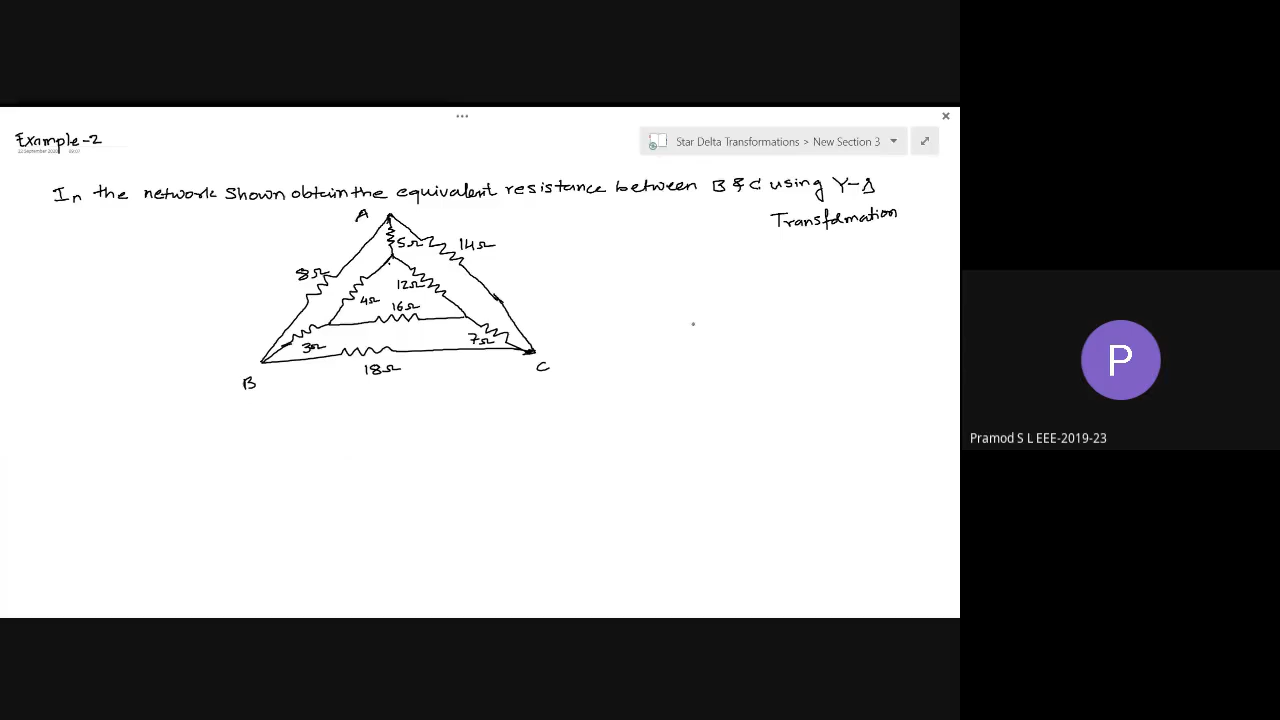 Example-2
Star Delta Transformations > New Section 3
In the network shown obtain the equivalent resistance between B & C using Y-Δ
Transformation
A
5Ω
14Ω
8Ω
12Ω
4Ω
16Ω
3Ω
7Ω
18Ω
B
C
P
Pramod S L EEE-2019-23